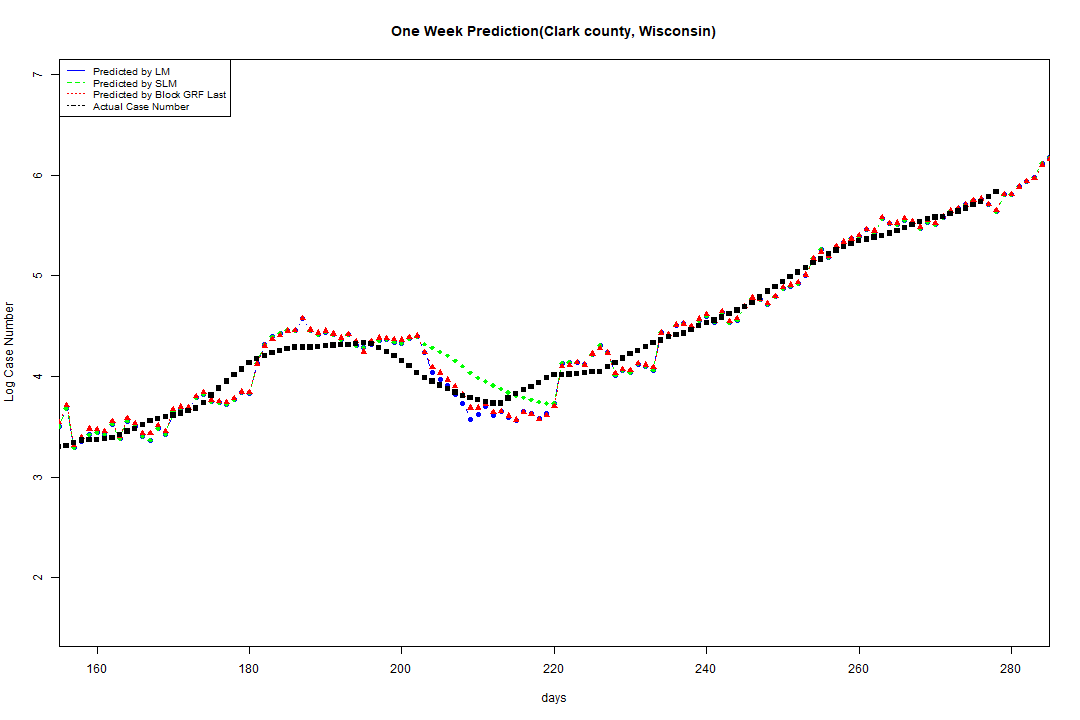 One Week Prediction(Clark county, Wisconsin)
Predicted by LM
Predicted by SLM
Predicted by Block GRF Last
Actual Case Number
7
6
5
4
3
2
Log Case Number
160 180 200 220 240 260 280
days